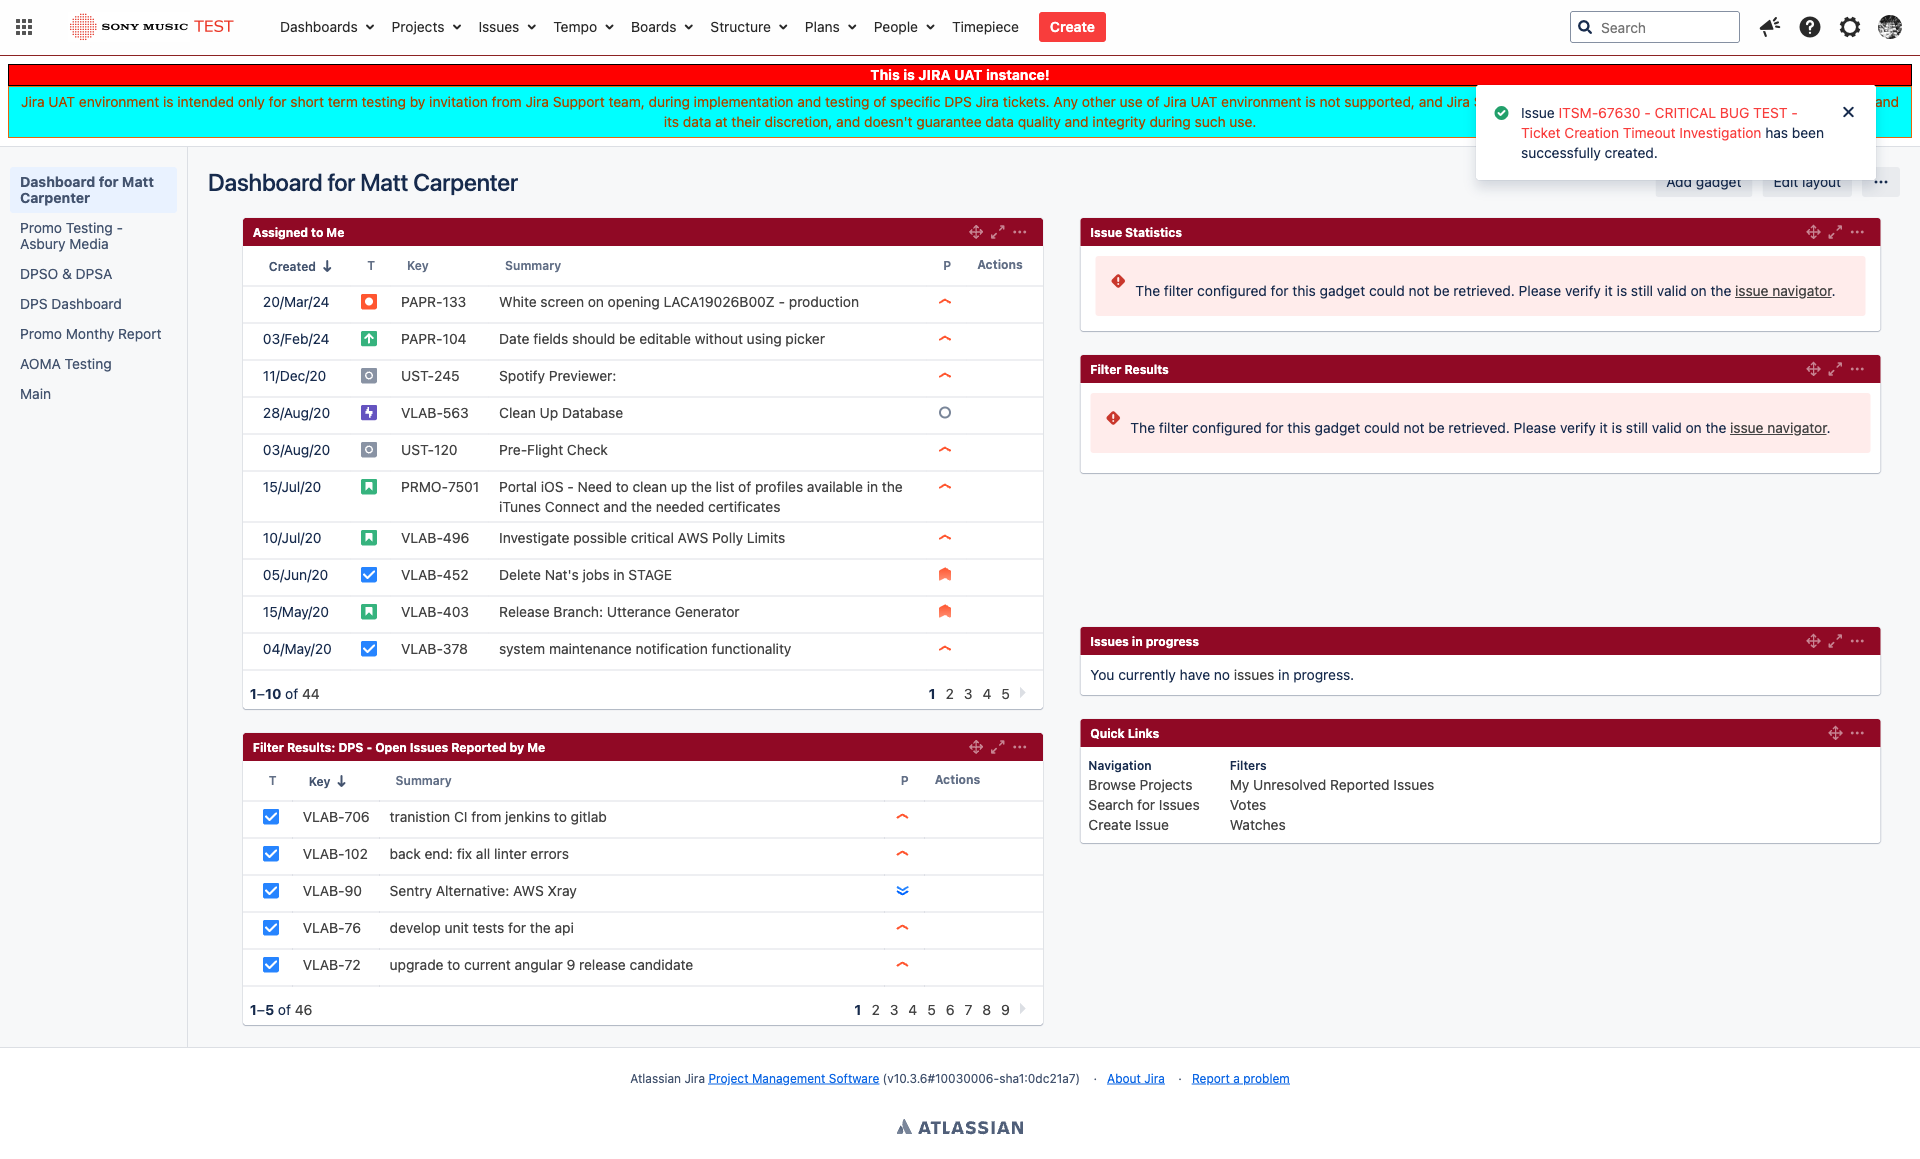 SONY MUSIC TEST
Dashboards
Projects
Issues
Tempo
Boards
Structure
Plans
People
Timepiece
Create
Search
This is JIRA UAT instance!
Jira UAT environment is intended only for short term testing by invitation from Jira Support team, during implementation and testing of specific DPS Jira tickets. Any other use of Jira UAT environment is not supported, and Jira S
and
its data at their discretion, and doesn't guarantee data quality and integrity during such use.
Issue ITSM-67630 - CRITICAL BUG TEST -
Ticket Creation Timeout Investigation has been
successfully created.
Dashboard for Matt
Carpenter
Promo Testing -
Asbury Media
DPSO & DPSA
DPS Dashboard
Promo Monthy Report
AOMA Testing
Main
Dashboard for Matt Carpenter
Add gadget
Edit layout
Assigned to Me
Created T Key Summary P Actions
20/Mar/24 PAPR-133 White screen on opening LACA19026B00Z - production
03/Feb/24 PAPR-104 Date fields should be editable without using picker
11/Dec/20 UST-245 Spotify Previewer:
28/Aug/20 VLAB-563 Clean Up Database
03/Aug/20 UST-120 Pre-Flight Check
15/Jul/20 PRMO-7501 Portal iOS - Need to clean up the list of profiles available in the
iTunes Connect and the needed certificates
10/Jul/20 VLAB-496 Investigate possible critical AWS Polly Limits
05/Jun/20 VLAB-452 Delete Nat's jobs in STAGE
15/May/20 VLAB-403 Release Branch: Utterance Generator
04/May/20 VLAB-378 system maintenance notification functionality
1–10 of 44
1 2 3 4 5
Filter Results: DPS - Open Issues Reported by Me
T Key Summary P Actions
VLAB-706 tranistion CI from jenkins to gitlab
VLAB-102 back end: fix all linter errors
VLAB-90 Sentry Alternative: AWS Xray
VLAB-76 develop unit tests for the api
VLAB-72 upgrade to current angular 9 release candidate
1–5 of 46
1 2 3 4 5 6 7 8 9
Issue Statistics
The filter configured for this gadget could not be retrieved. Please verify it is still valid on the issue navigator.
Filter Results
The filter configured for this gadget could not be retrieved. Please verify it is still valid on the issue navigator.
Issues in progress
You currently have no issues in progress.
Quick Links
Navigation Filters
Browse Projects My Unresolved Reported Issues
Search for Issues Votes
Create Issue Watches
Atlassian Jira Project Management Software (v10.3.6#10030006-sha1:0dc21a7) · About Jira · Report a problem
ATLASSIAN